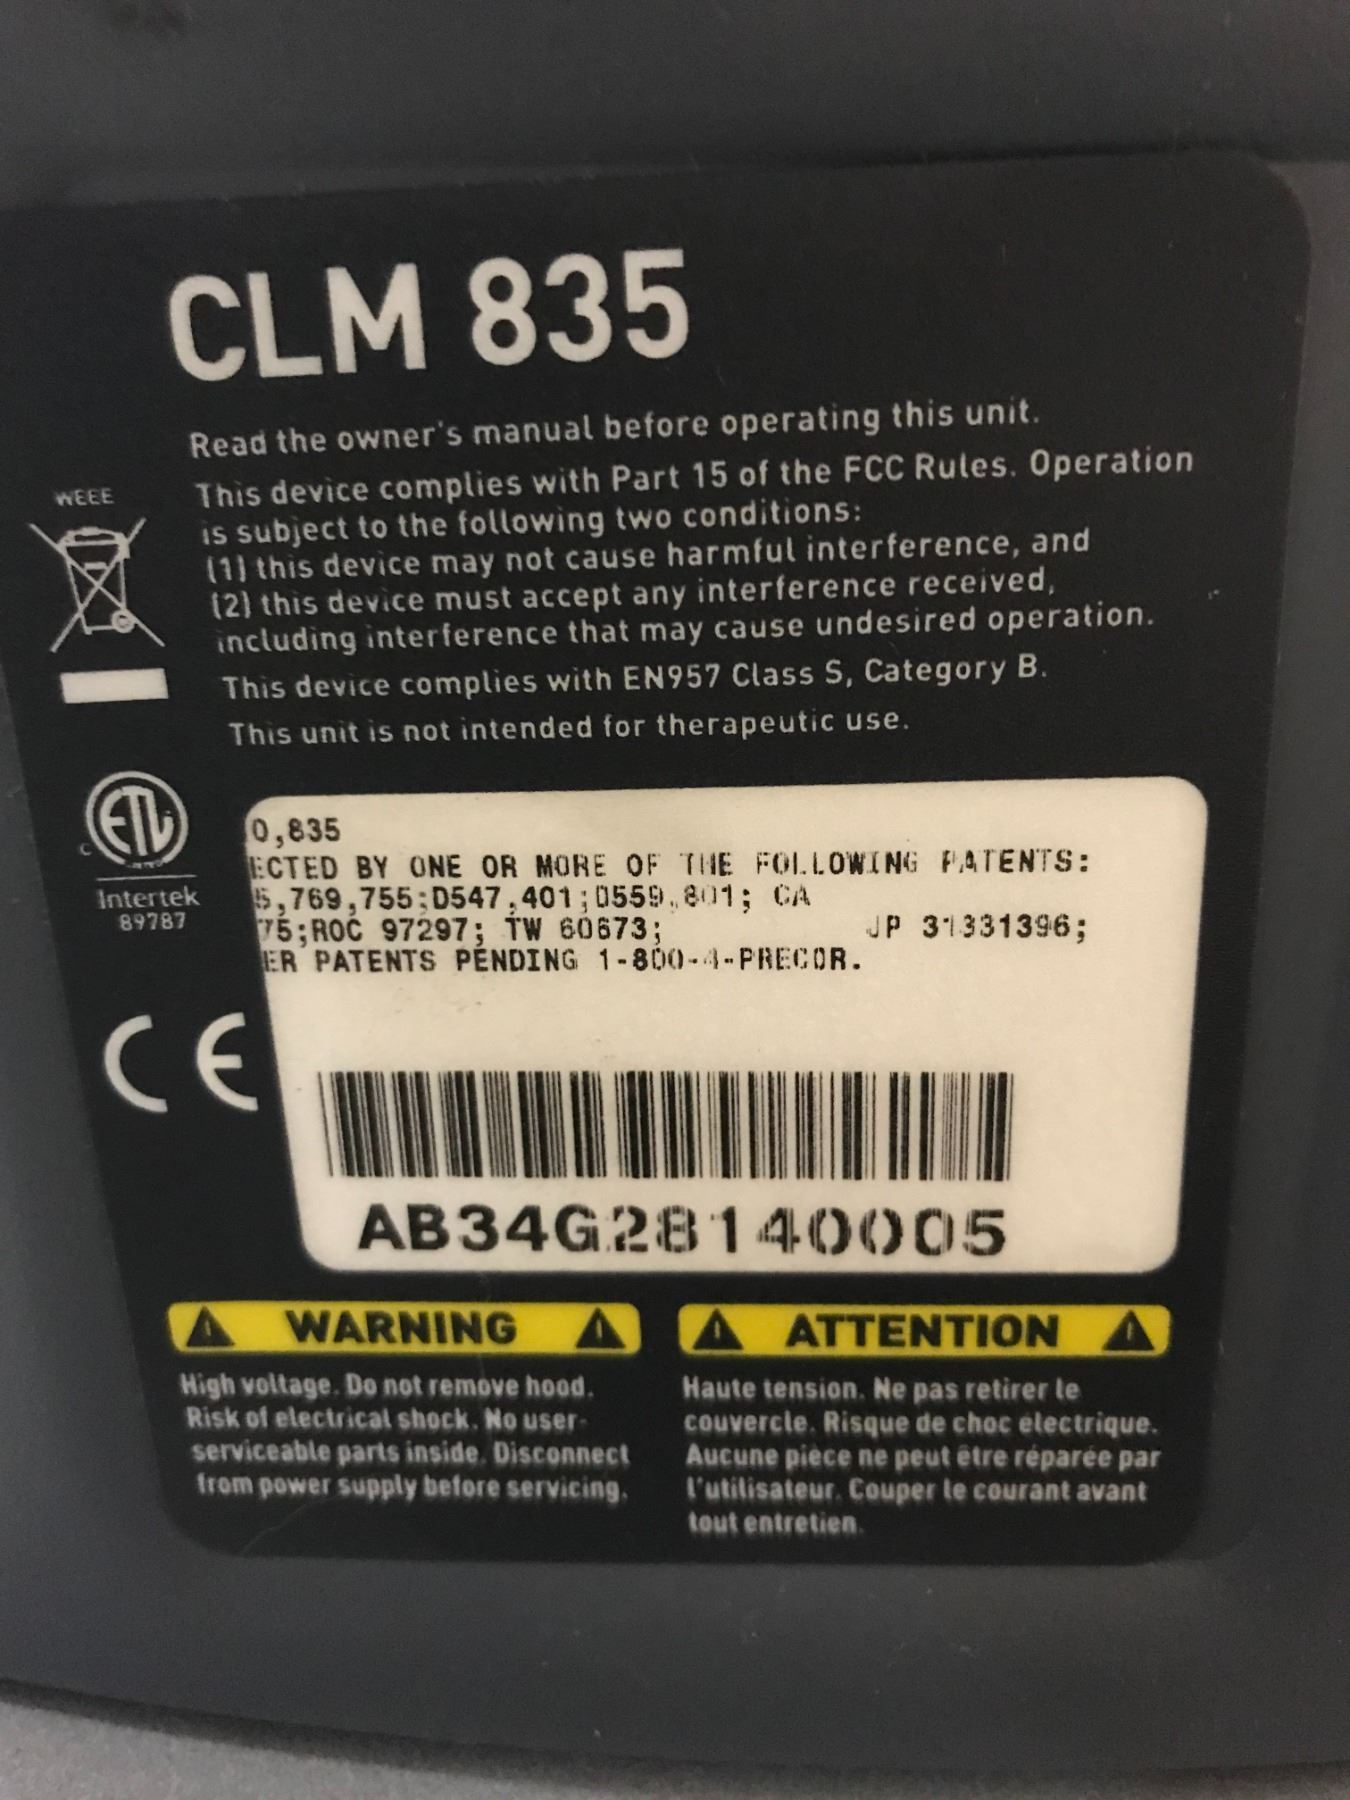 CLM 835
Read the owner's manual before operating this unit.
This device complies with Part 15 of the FCC Rules. Operation
is subject to the following two conditions:
(1) this device may not cause harmful interference, and
(2) this device must accept any interference received,
including interference that may cause undesired operation.
This device complies with EN957 Class S, Category B.
This unit is not intended for therapeutic use.
WEEE
C
ETL
Intertek
89787
CE
0,835
ECTED BY ONE OR MORE OF THE FOLLOWING PATENTS:
5,769,755;D547,401;D559,801; CA
75;ROC 97297; TW 60673; JP 31331396;
ER PATENTS PENDING 1-800-4-PRECOR.
AB34G28140005
WARNING
High voltage. Do not remove hood.
Risk of electrical shock. No user-
serviceable parts inside. Disconnect
from power supply before servicing.
ATTENTION
Haute tension. Ne pas retirer le
couvercle. Risque de choc électrique.
Aucune pièce ne peut être réparée par
l'utilisateur. Couper le courant avant
tout entretien.